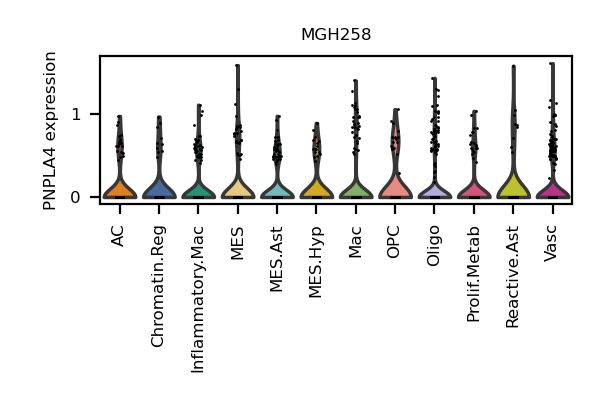 MGH258
PNPLA4 expression
1
0
AC
Chromatin.Reg
Inflammatory.Mac
MES
MES.Ast
MES.Hyp
Mac
OPC
Oligo
Prolif.Metab
Reactive.Ast
Vasc